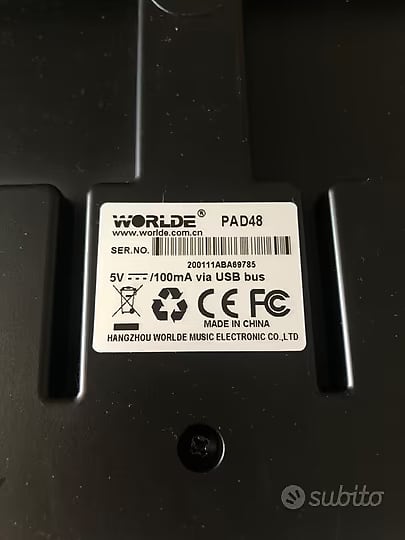 WORLDE® PAD48
www.worlde.com.cn
SER.NO.
200111ABA69785
5V ⎓/100mA via USB bus
CE FC
MADE IN CHINA
HANGZHOU WORLDE MUSIC ELECTRONIC CO.,LTD
subito